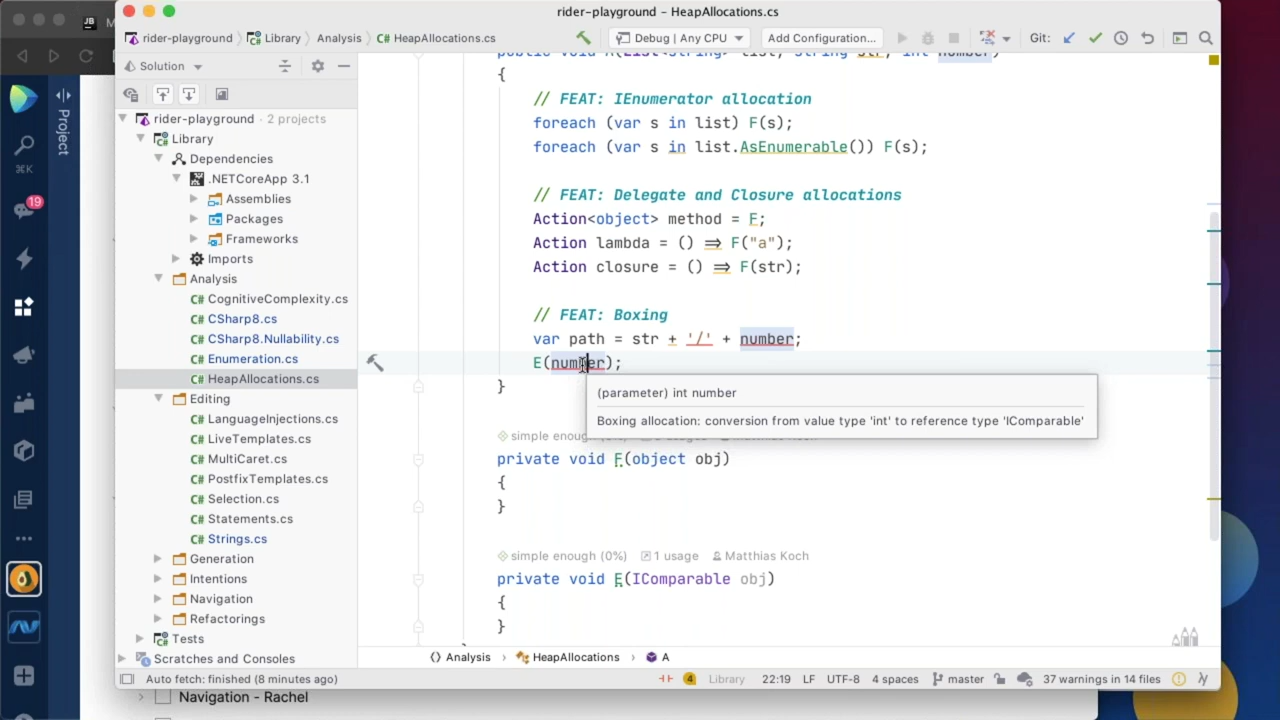 rider-playground – HeapAllocations.cs
JB
rider-playground
Library
Analysis
C# HeapAllocations.cs
Debug | Any CPU
Add Configuration...
Git:
Project
⌘K
19
Solution
rider-playground · 2 projects
Library
Dependencies
.NETCoreApp 3.1
Assemblies
Packages
Frameworks
Imports
Analysis
C# CognitiveComplexity.cs
C# CSharp8.cs
C# CSharp8.Nullability.cs
C# Enumeration.cs
C# HeapAllocations.cs
Editing
C# LanguageInjections.cs
C# LiveTemplates.cs
C# MultiCaret.cs
C# PostfixTemplates.cs
C# Selection.cs
C# Statements.cs
C# Strings.cs
Generation
Intentions
Navigation
Refactorings
Tests
Scratches and Consoles
{
// FEAT: IEnumerator allocation
foreach (var s in list) F(s);
foreach (var s in list.AsEnumerable()) F(s);
// FEAT: Delegate and Closure allocations
Action<object> method = F;
Action lambda = () ⇒ F("a");
Action closure = () ⇒ F(str);
// FEAT: Boxing
var path = str + '/' + number;
E(number);
}
(parameter) int number
Boxing allocation: conversion from value type 'int' to reference type 'IComparable'
simple enough
private void F(object obj)
{
}
simple enough (0%) 1 usage Matthias Koch
private void E(IComparable obj)
{
}
Analysis
HeapAllocations
A
Auto fetch: finished (8 minutes ago)
4
Library
22:19
LF
UTF-8
4 spaces
master
37 warnings in 14 files
Navigation - Rachel